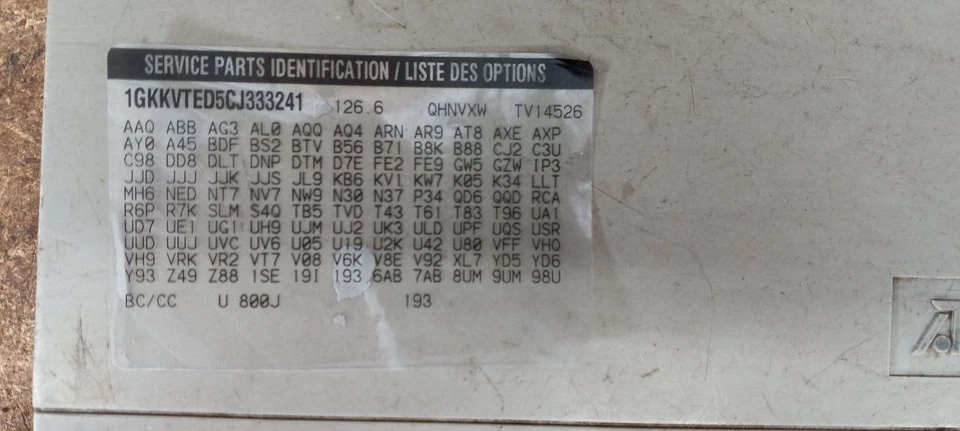 SERVICE PARTS IDENTIFICATION / LISTE DES OPTIONS
1GKKVTED5CJ333241 126.6 QHNVXW TV14526
AAQ ABB AG3 AL0 AQQ AQ4 ARN AR9 AT8 AXE AXP
AY0 A45 BDF BS2 BTV B56 B71 B8K B88 CJ2 C3U
C98 DD8 DLT DNP DTM D7E FE2 FE9 GW5 GZW IP3
JJD JJJ JJK JJS JL9 KB6 KV1 KW7 K05 K34 LLT
MH6 NED NT7 NV7 NW9 N30 N37 P34 QD6 QQD RCA
R6P R7K SLM S4Q TB5 TVD T43 T61 T83 T96 UA1
UD7 UE1 UG1 UH9 UJM UJ2 UK3 ULD UPF UQS USR
UUD UUJ UVC UV6 U05 U19 U2K U42 U80 VFF VHQ
VH9 VRK VR2 VT7 V08 V6K V8E V92 XL7 YD5 YD6
Y93 Z49 Z88 1SE 19I 193 6AB 7AB 8UM 9UM 98U
BC/CC U 800J 193